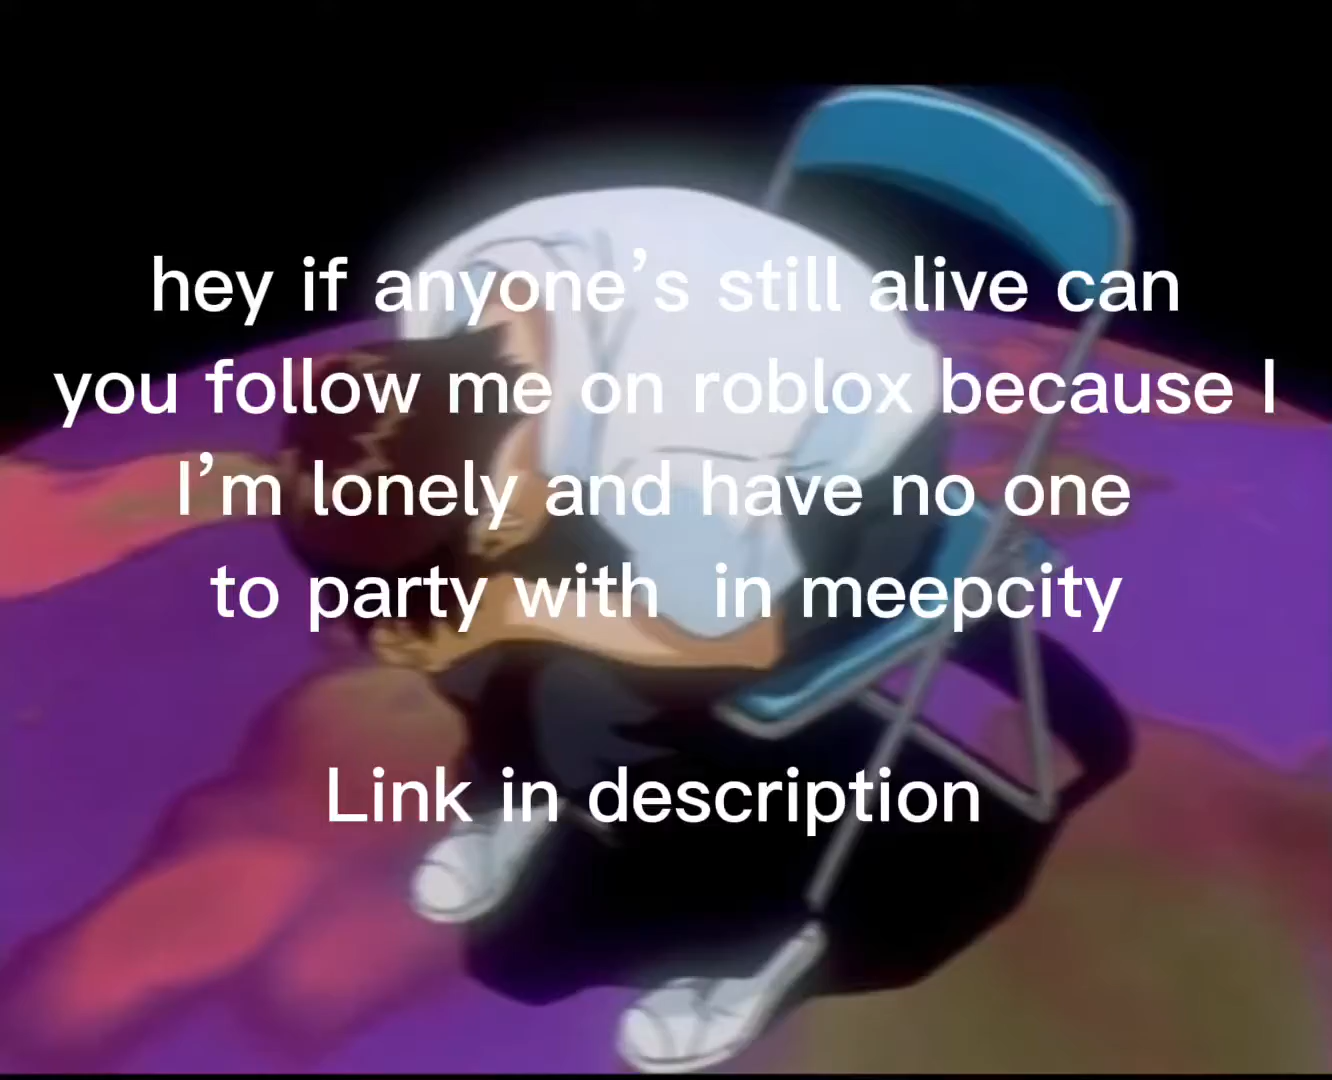 hey if anyone’s still alive can
you follow me on roblox because I
I’m lonely and have no one
to party with  in meepcity
Link in description